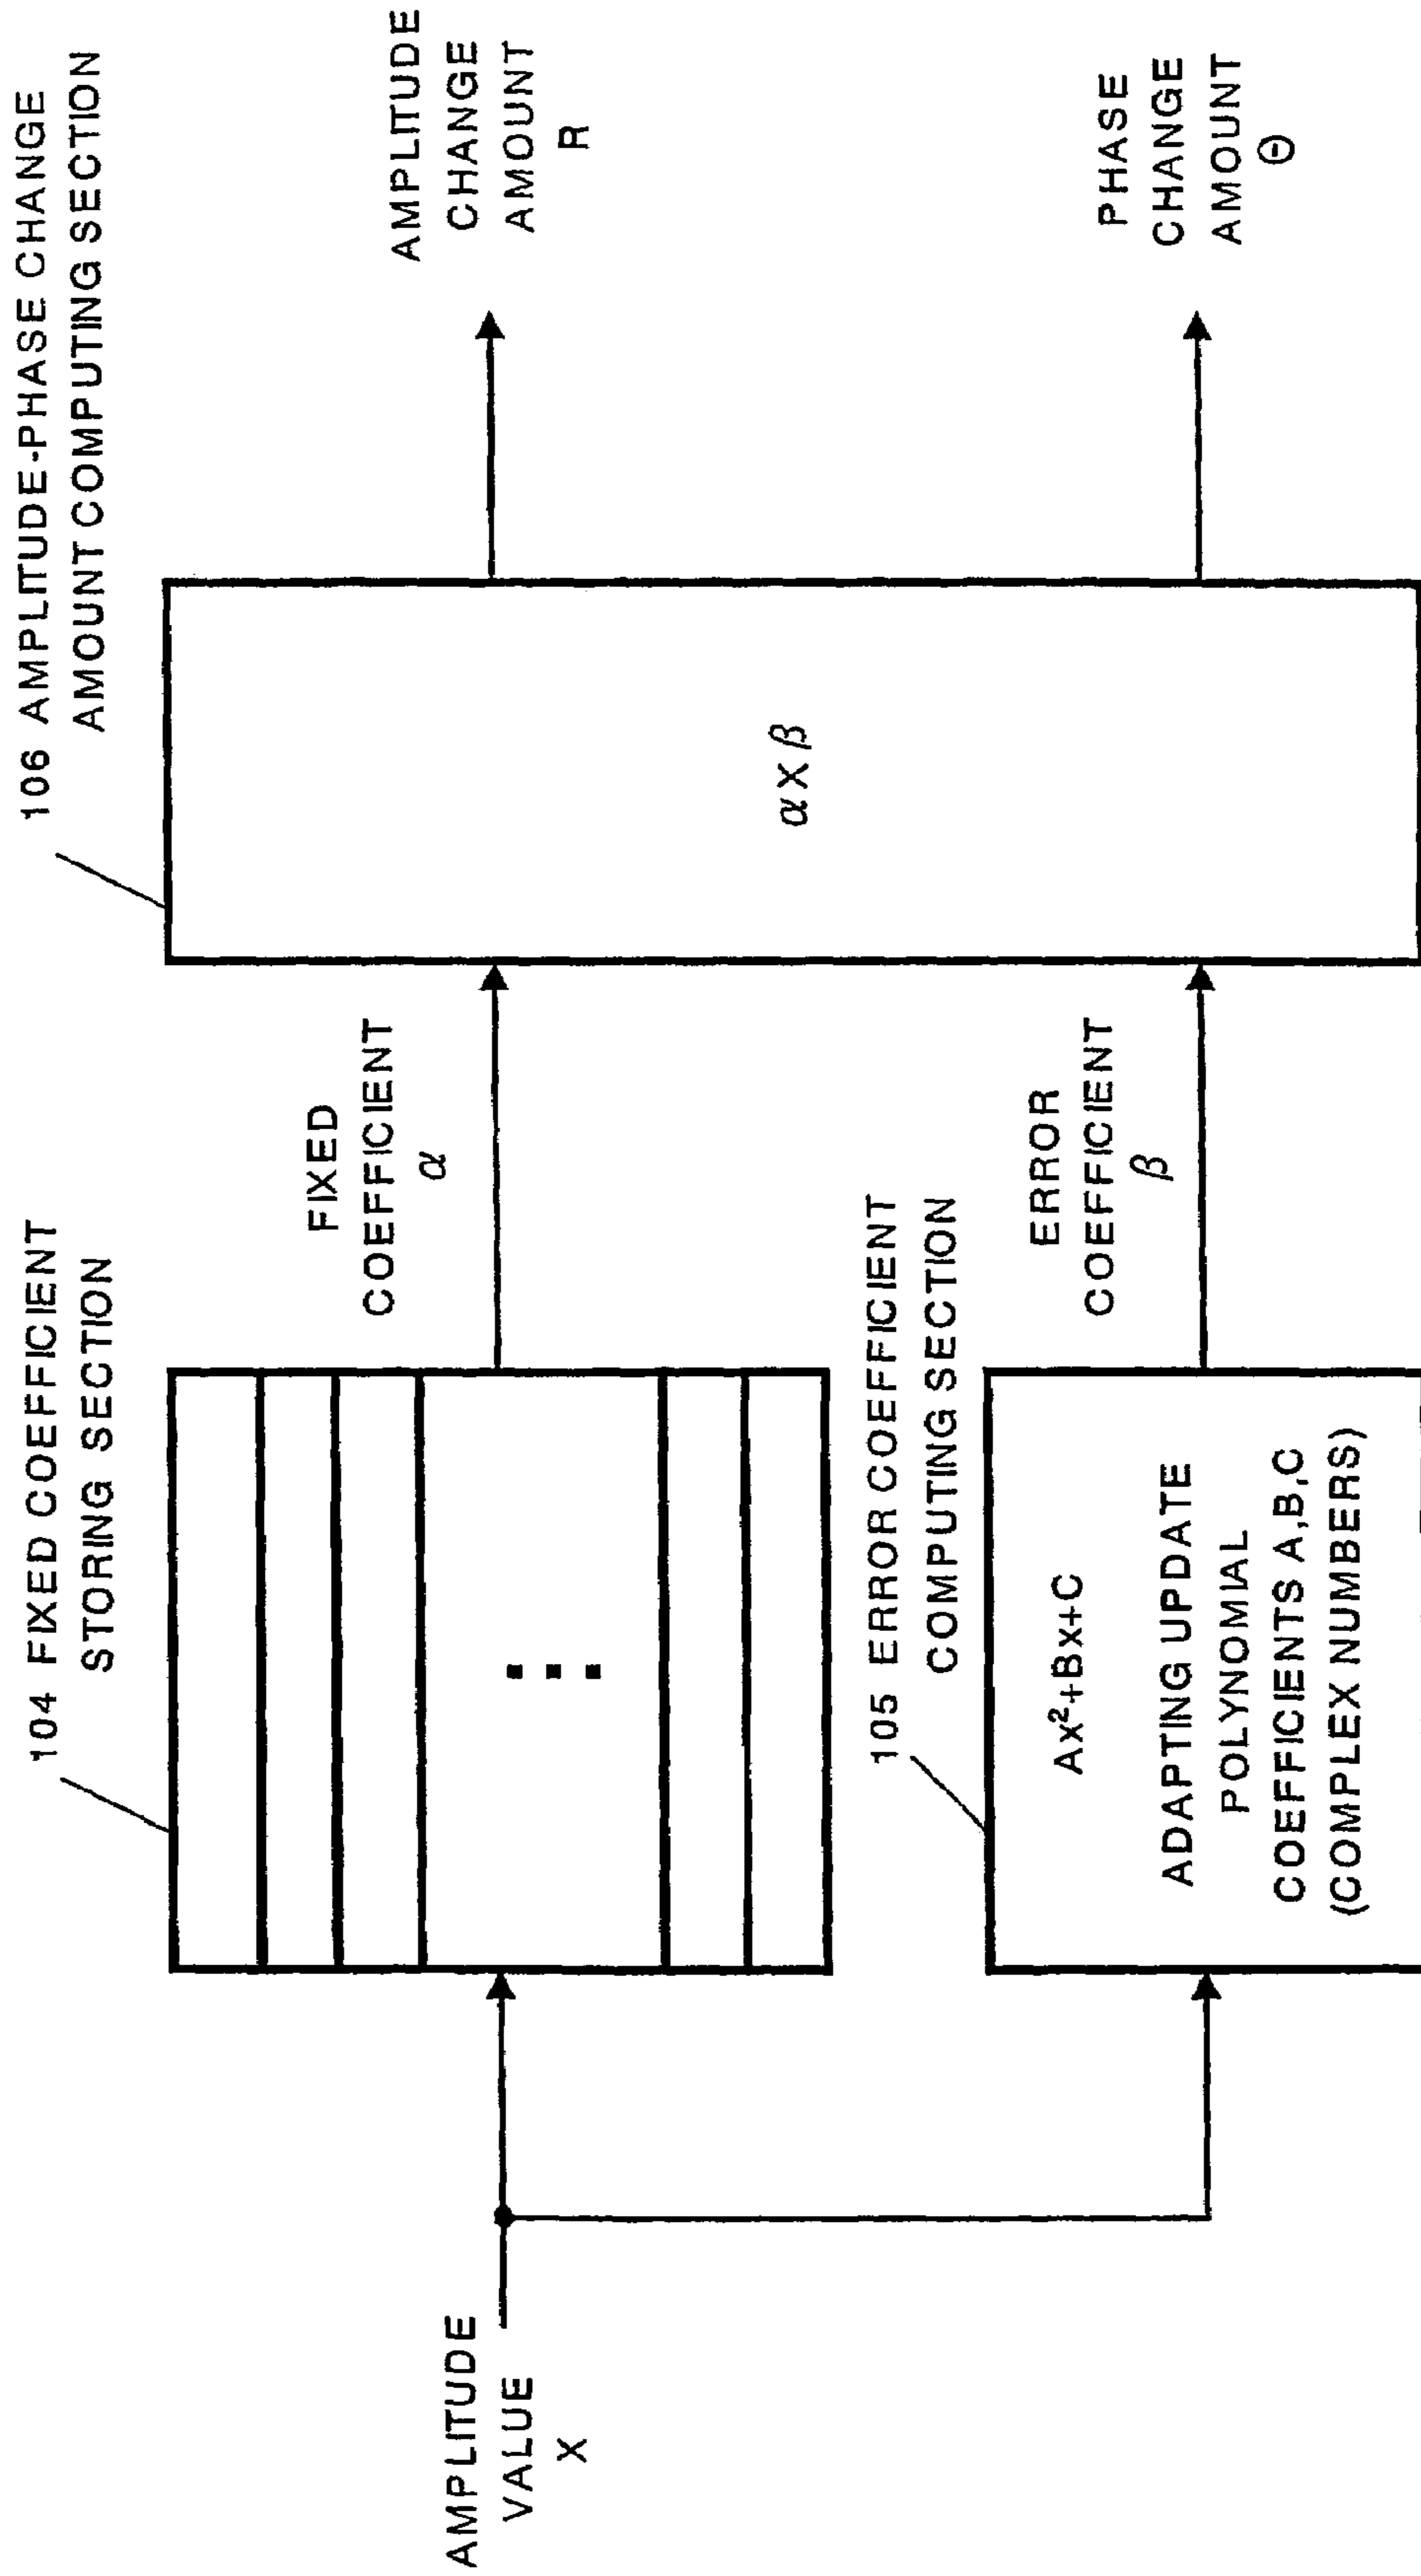 106 AMPLITUDE-PHASE CHANGE
AMOUNT COMPUTING SECTION
104 FIXED COEFFICIENT
STORING SECTION
AMPLITUDE
VALUE
X
FIXED
COEFFICIENT
α
α X β
AMPLITUDE
CHANGE
AMOUNT
R
105 ERROR COEFFICIENT
COMPUTING SECTION
Ax²+Bx+C
ADAPTING UPDATE
POLYNOMIAL
COEFFICIENTS A,B,C
(COMPLEX NUMBERS)
ERROR
COEFFICIENT
β
PHASE
CHANGE
AMOUNT
Θ